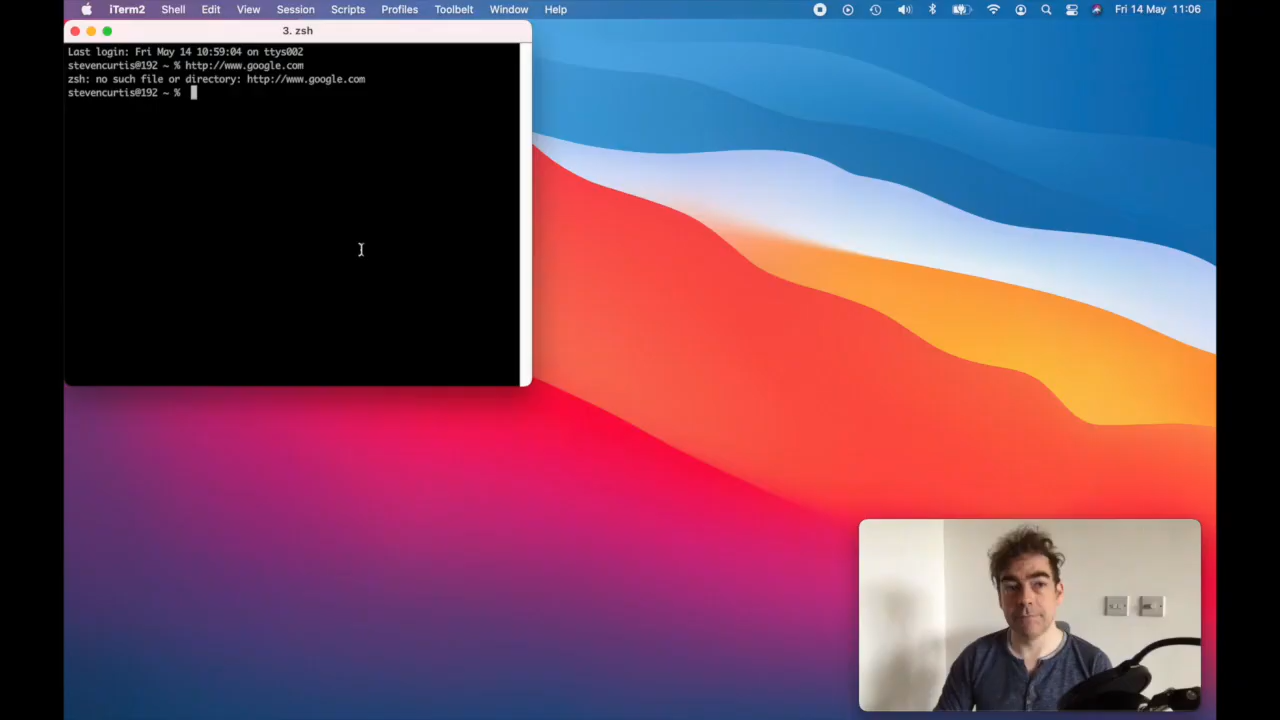 iTerm2 Shell Edit View Session Scripts Profiles Toolbelt Window Help Fri 14 May 11:06
3. zsh
Last login: Fri May 14 10:59:04 on ttys002
stevencurtis@192 ~ % http://www.google.com
zsh: no such file or directory: http://www.google.com
stevencurtis@192 ~ %